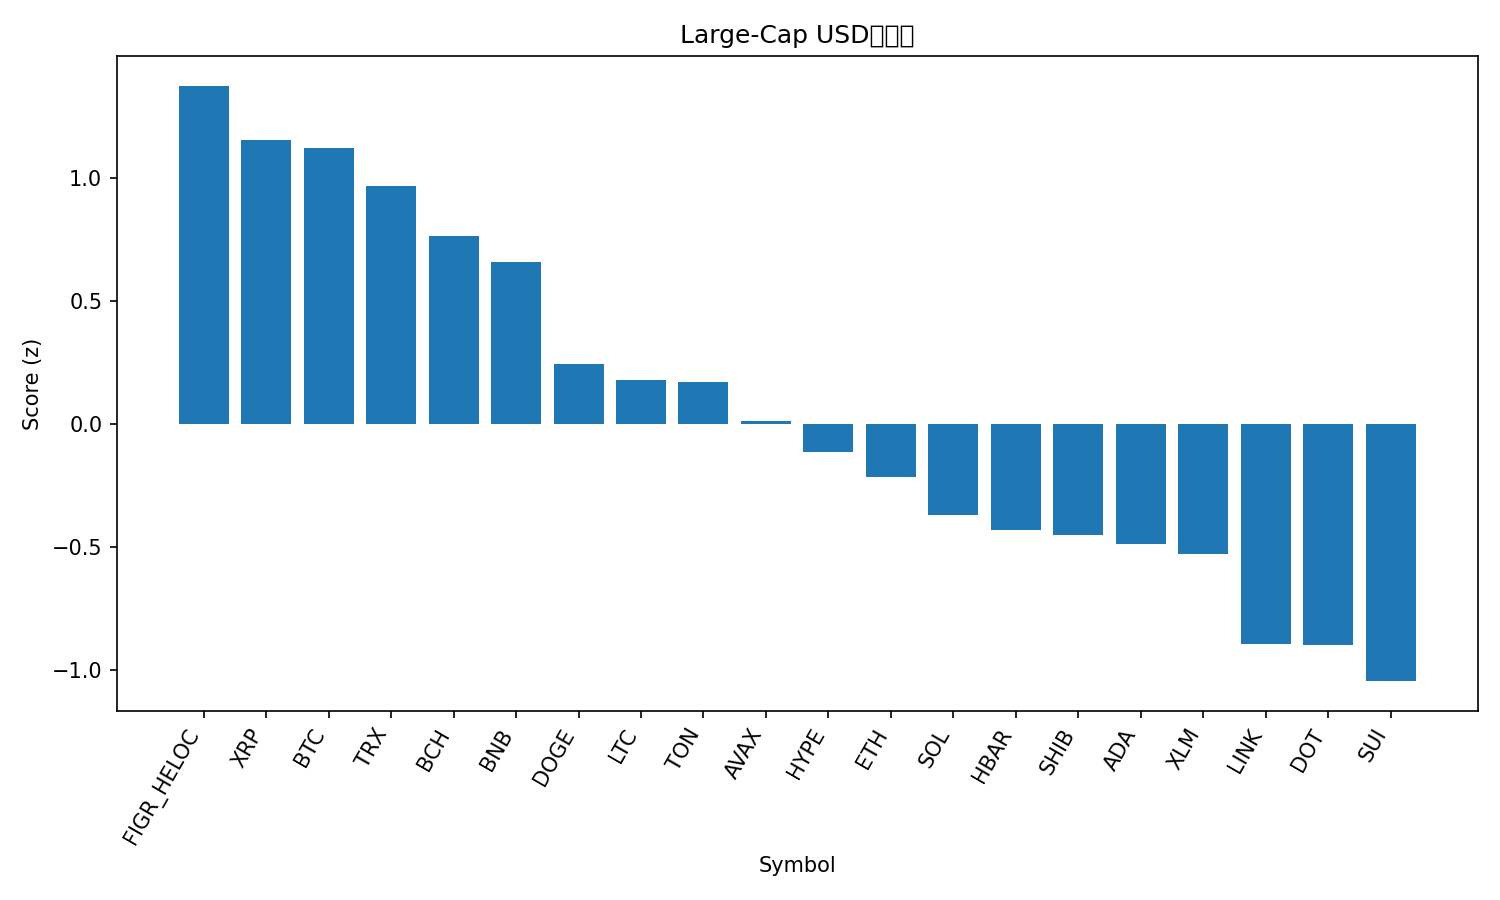 Large-Cap USD
Score (z)
1.0
0.5
0.0
−0.5
−1.0
FIGR_HELOC
XRP
BTC
TRX
BCH
BNB
DOGE
LTC
TON
AVAX
HYPE
ETH
SOL
HBAR
SHIB
ADA
XLM
LINK
DOT
SUI
Symbol